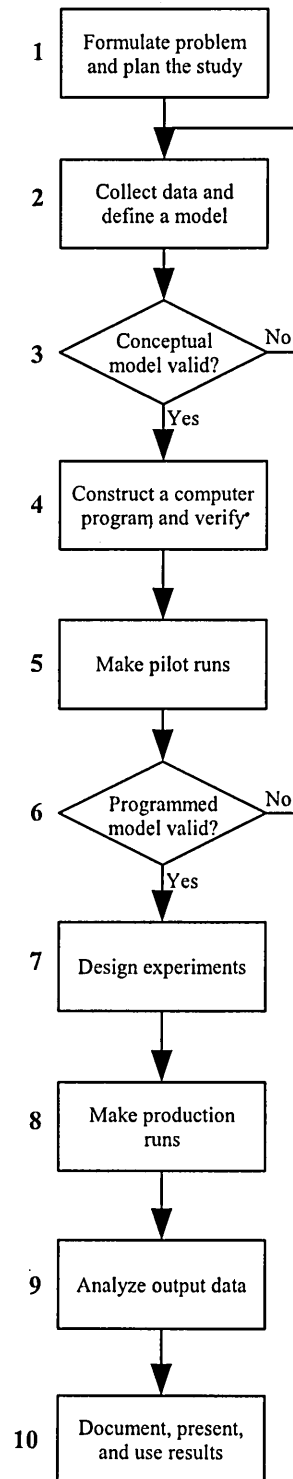 1
Formulate problem
and plan the study
2
Collect data and
define a model
3
Conceptual
model valid?
No
Yes
4
Construct a computer
program and verify
5
Make pilot runs
6
Programmed
model valid?
No
Yes
7
Design experiments
8
Make production
runs
9
Analyze output data
10
Document, present,
and use results